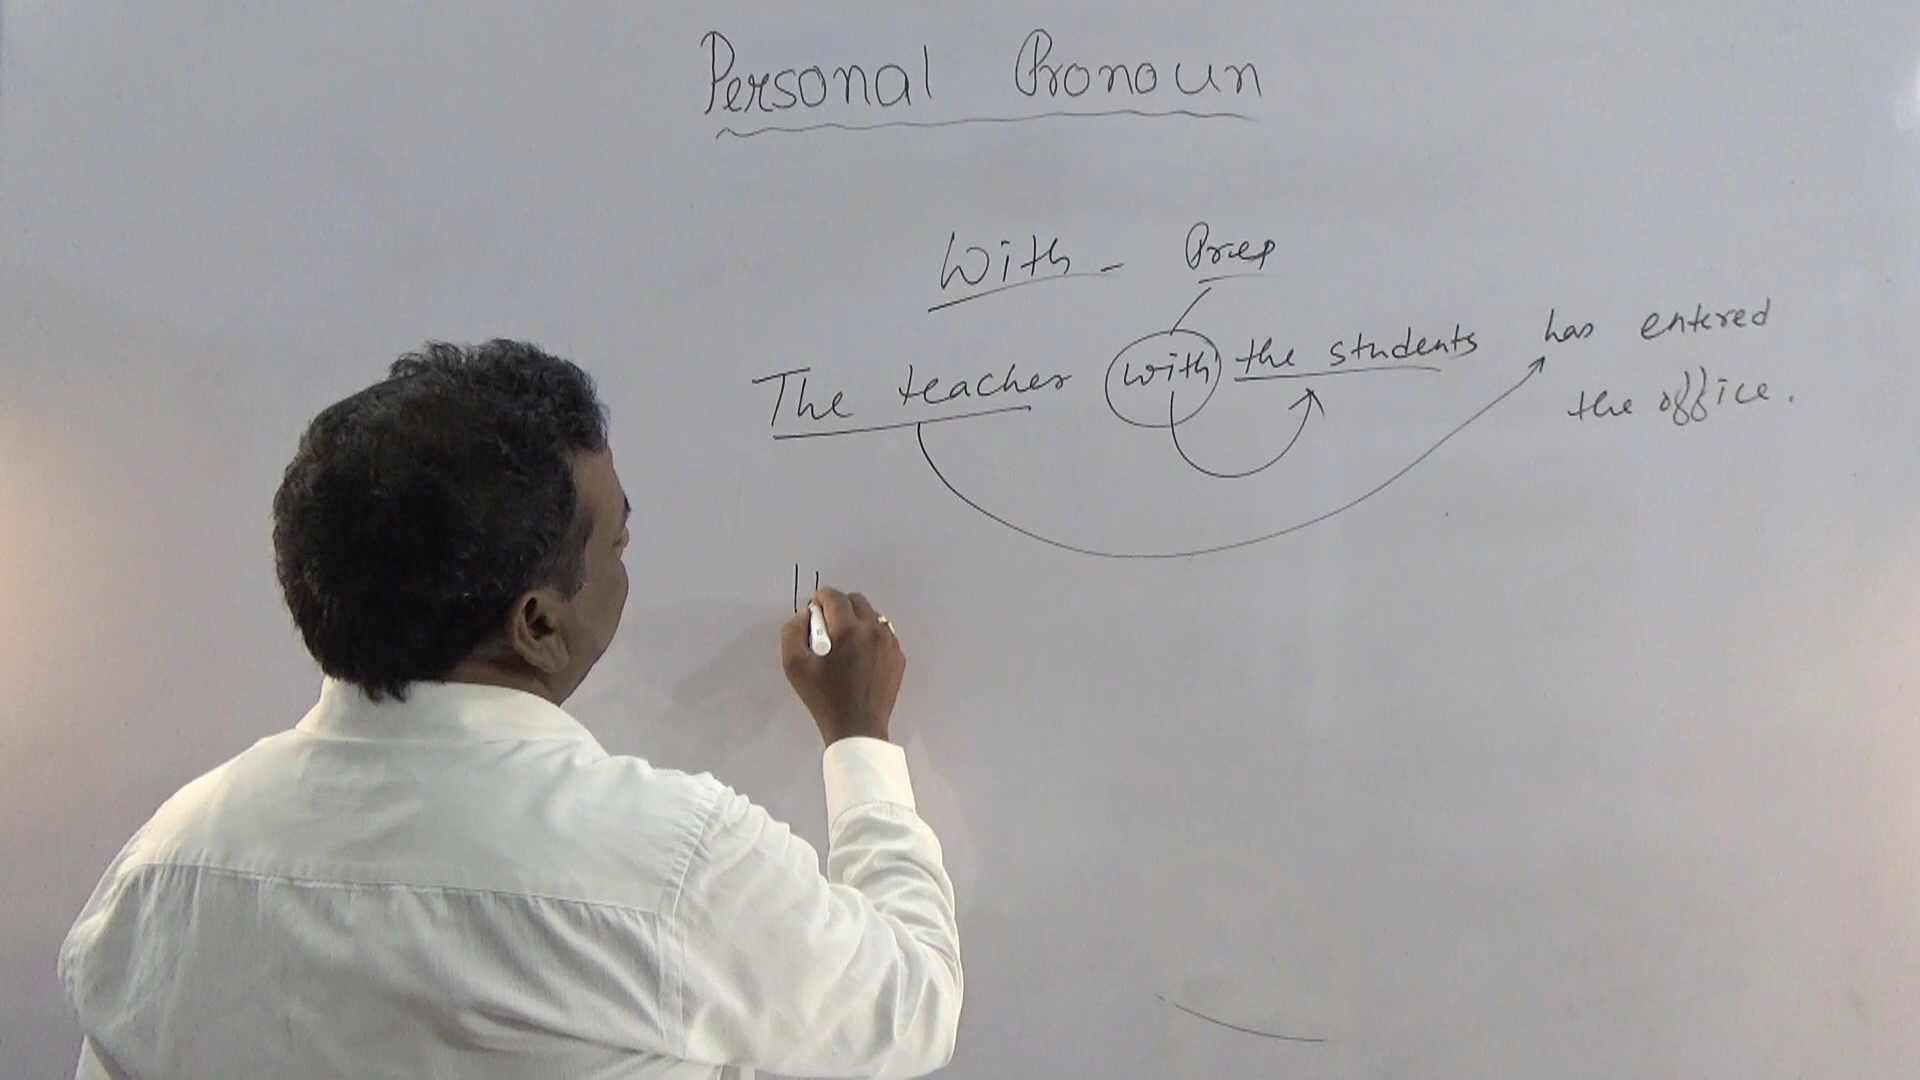 Personal Pronoun
With - Prep
The teacher with the students has entered
the office.